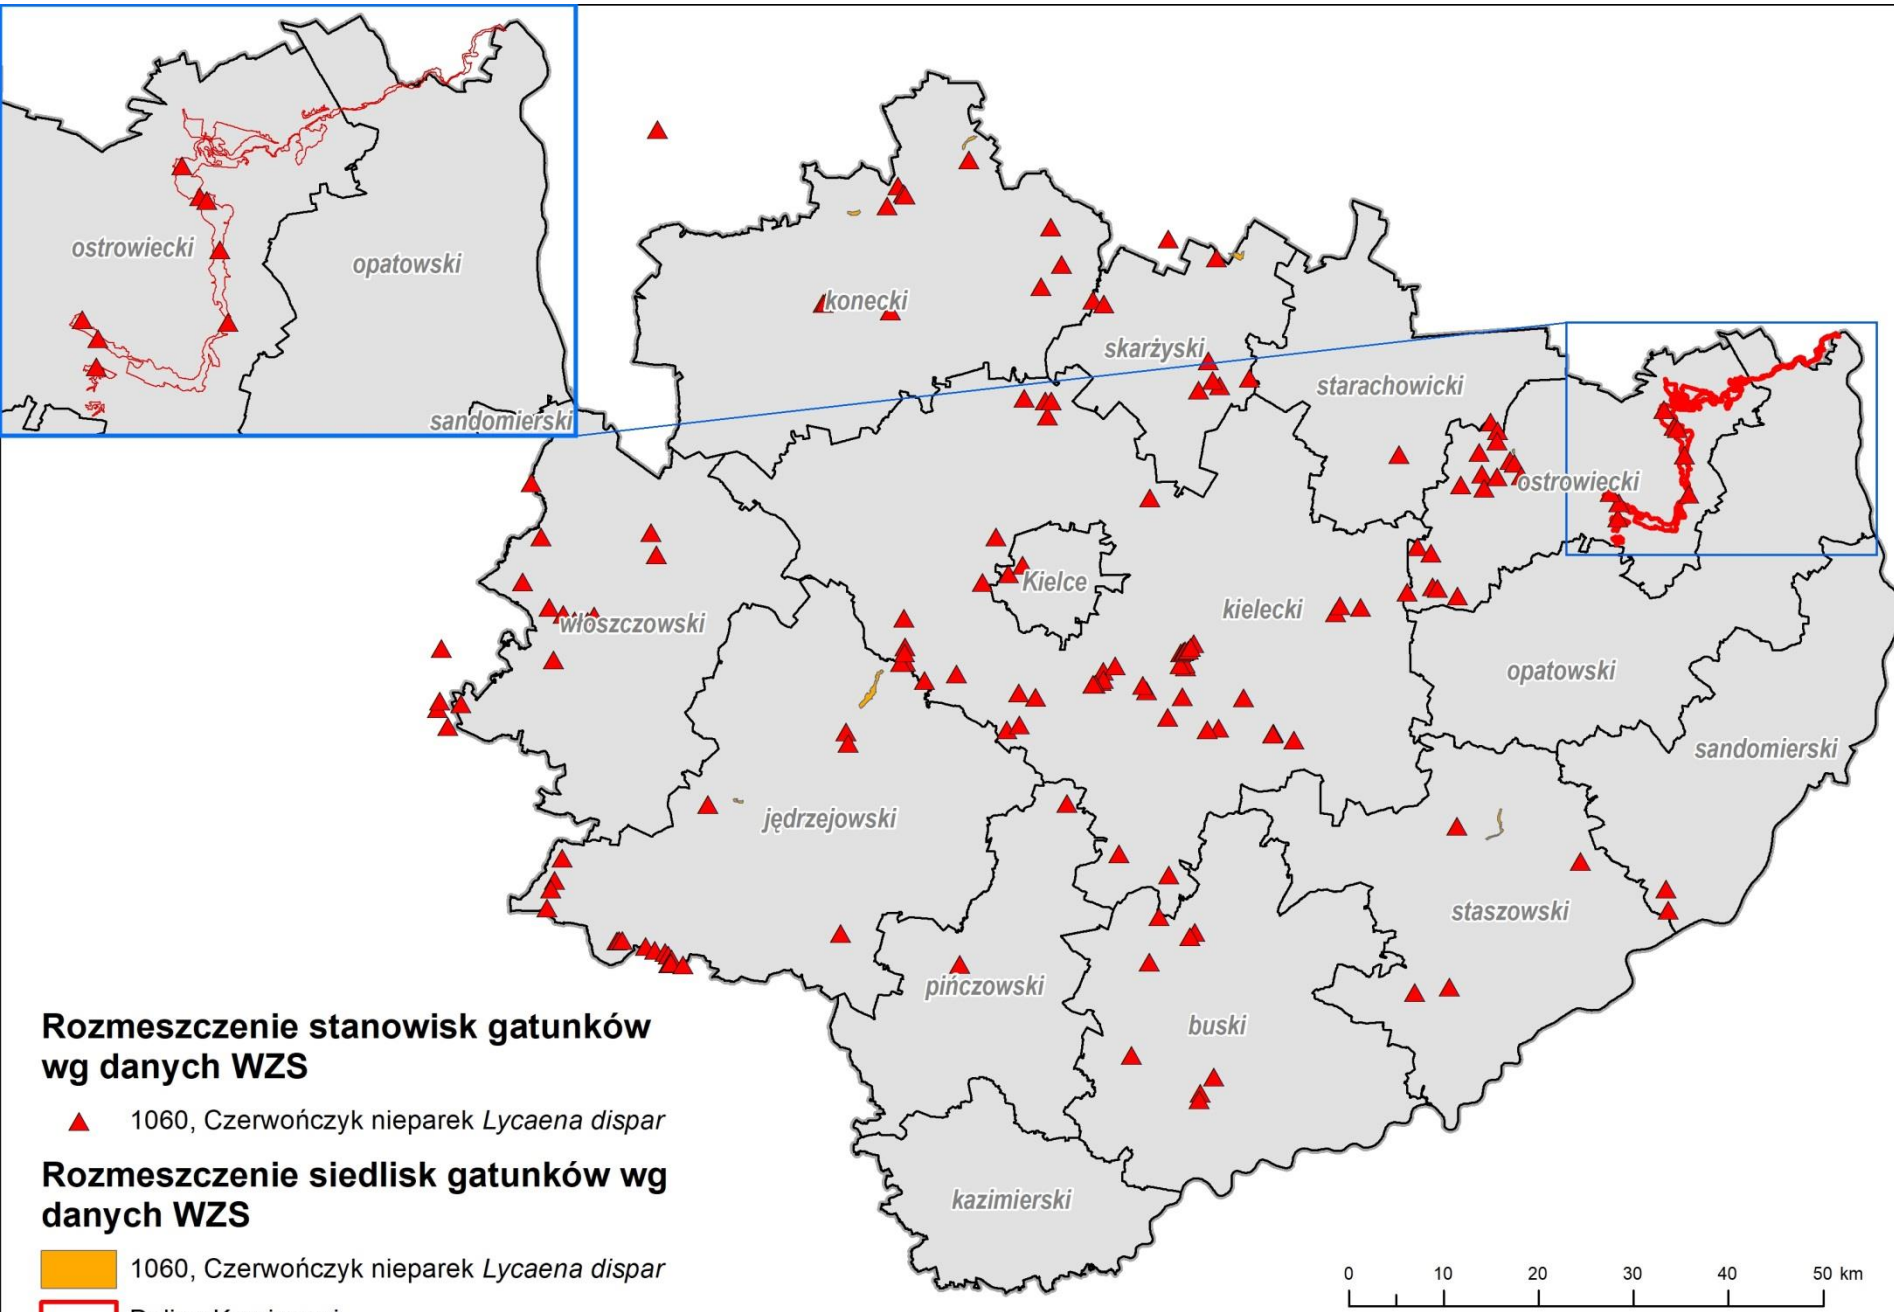 ostrowiecki
opatowski
sandomierski
konecki
skarżyski
starachowicki
ostrowiecki
Kielce
kielecki
włoszczowski
opatowski
sandomierski
jędrzejowski
staszowski
pińczowski
buski
kazimierski
Rozmeszczenie stanowisk gatunków
wg danych WZS
1060, Czerwończyk nieparek Lycaena dispar
Rozmeszczenie siedlisk gatunków wg
danych WZS
1060, Czerwończyk nieparek Lycaena dispar
0 10 20 30 40 50 km